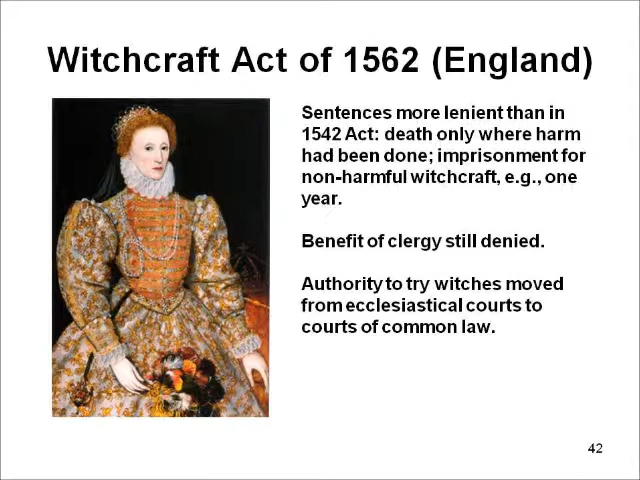 Witchcraft Act of 1562 (England)
Sentences more lenient than in
1542 Act: death only where harm
had been done; imprisonment for
non-harmful witchcraft, e.g., one
year.
Benefit of clergy still denied.
Authority to try witches moved
from ecclesiastical courts to
courts of common law.
42